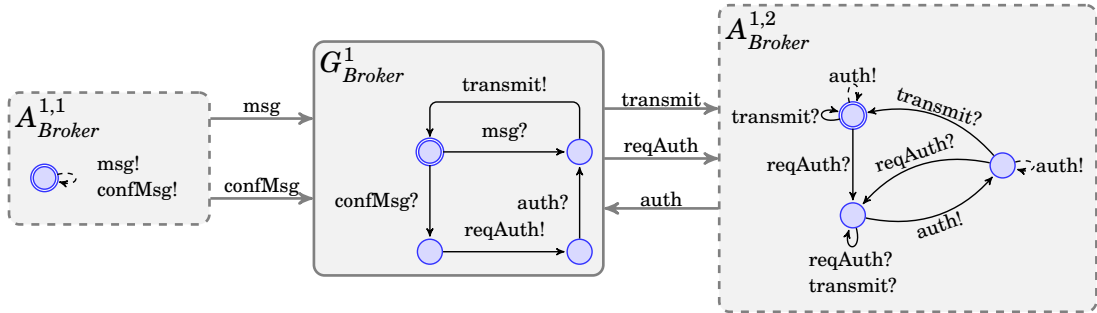 A^{1,1}_{Broker}
msg!
confMsg!
msg
confMsg
G^1_{Broker}
transmit!
msg?
confMsg?
auth?
reqAuth!
transmit
reqAuth
auth
A^{1,2}_{Broker}
auth!
transmit?
transmit?
reqAuth?
reqAuth?
auth!
auth!
reqAuth?
transmit?